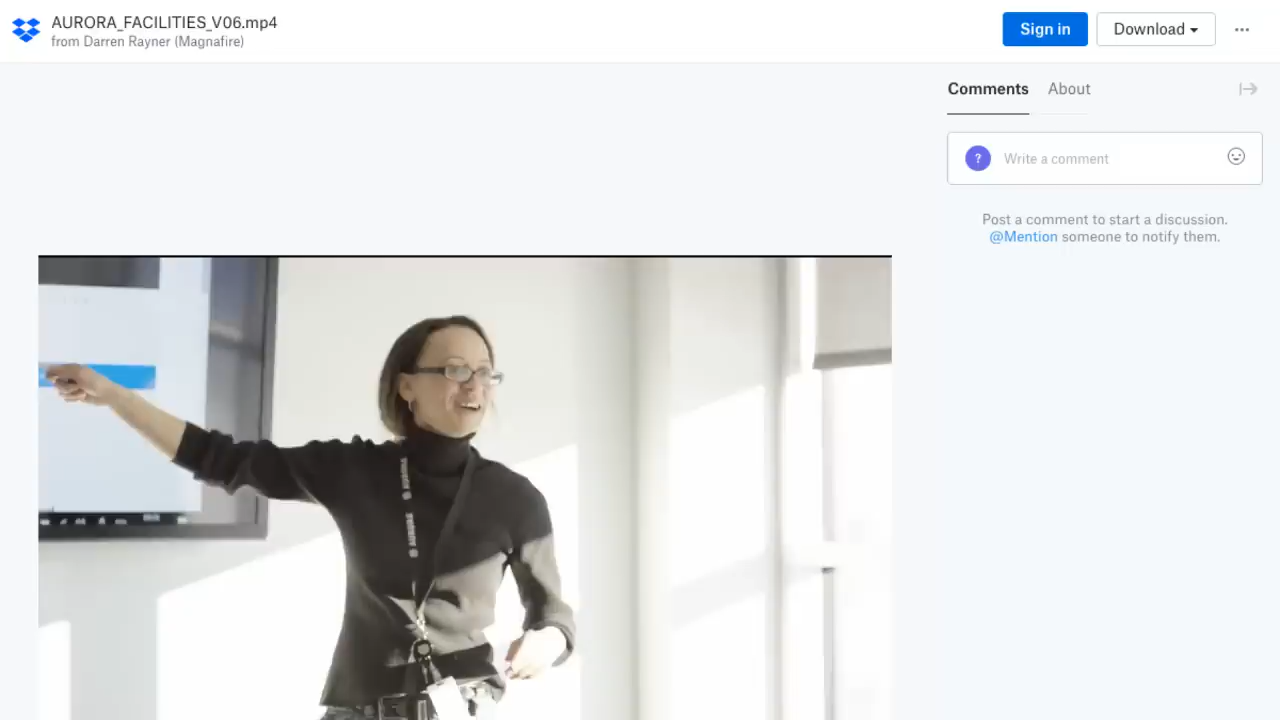 AURORA_FACILITIES_V06.mp4
from Darren Rayner (Magnafire)
Sign in
Download
Comments
About
?
Write a comment
Post a comment to start a discussion.
@Mention someone to notify them.